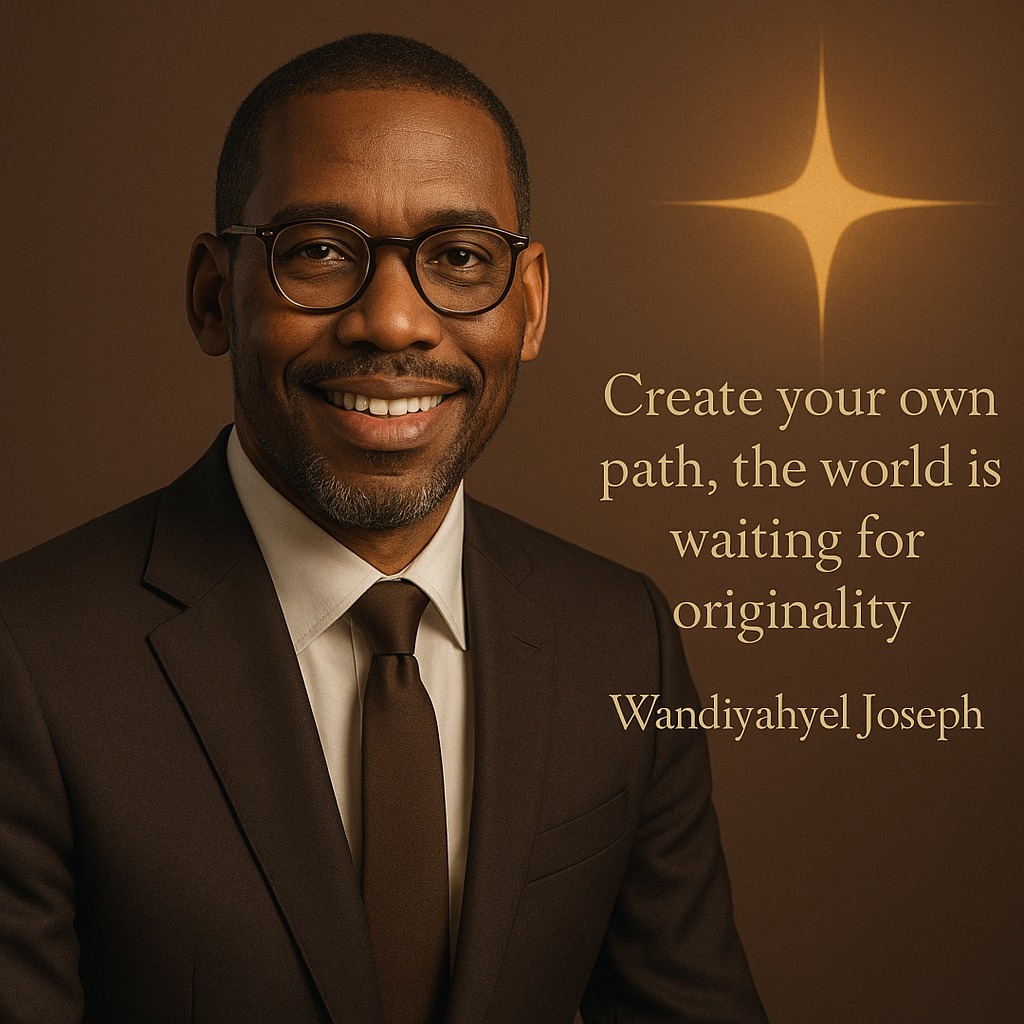 Create your own
path, the world is
waiting for
originality
Wandiyahyel Joseph